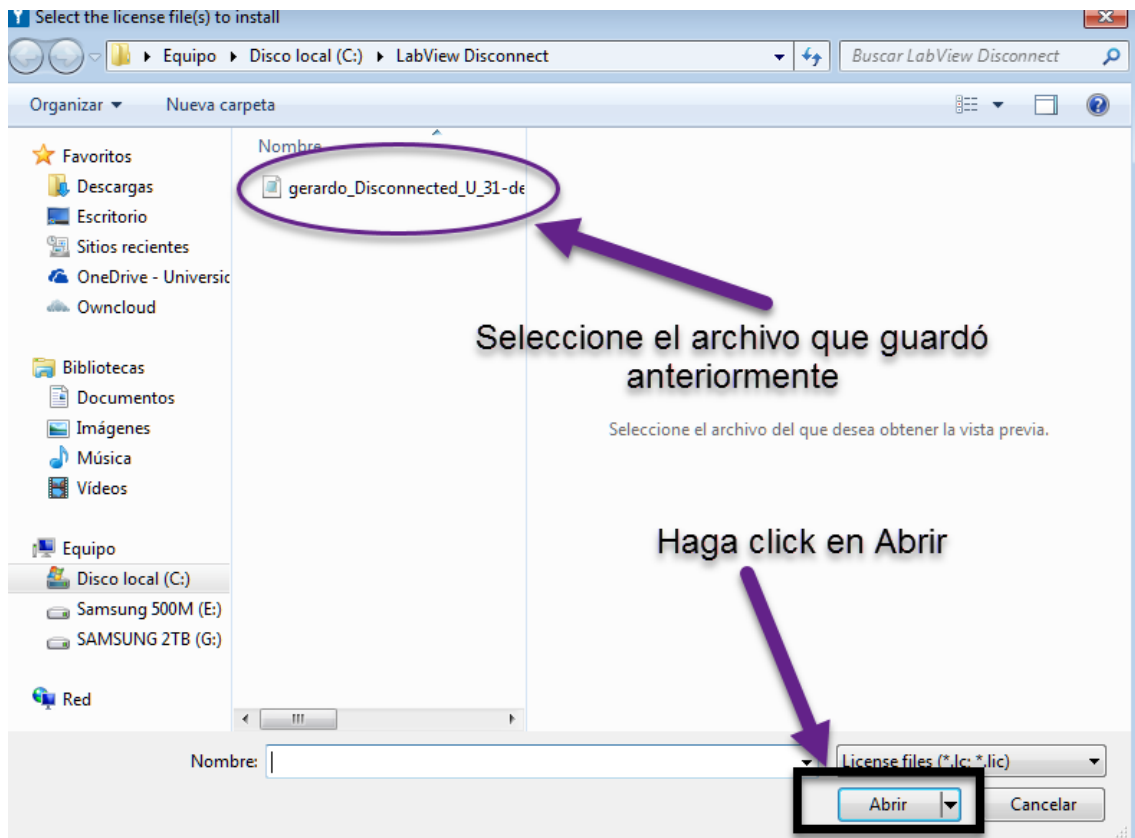 Select the license file(s) to install
Equipo Disco local (C:) LabView Disconnect
Buscar LabView Disconnect
Organizar Nueva carpeta
Favoritos
Descargas
Escritorio
Sitios recientes
OneDrive - Universic
Owncloud
Bibliotecas
Documentos
Imágenes
Música
Vídeos
Equipo
Disco local (C:)
Samsung 500M (E:)
SAMSUNG 2TB (G:)
Red
Nombre
gerardo_Disconnected_U_31-de
Seleccione el archivo que guardó
anteriormente
Seleccione el archivo del que desea obtener la vista previa.
Haga click en Abrir
Nombre:
License files (*.lc; *.lic)
Abrir Cancelar